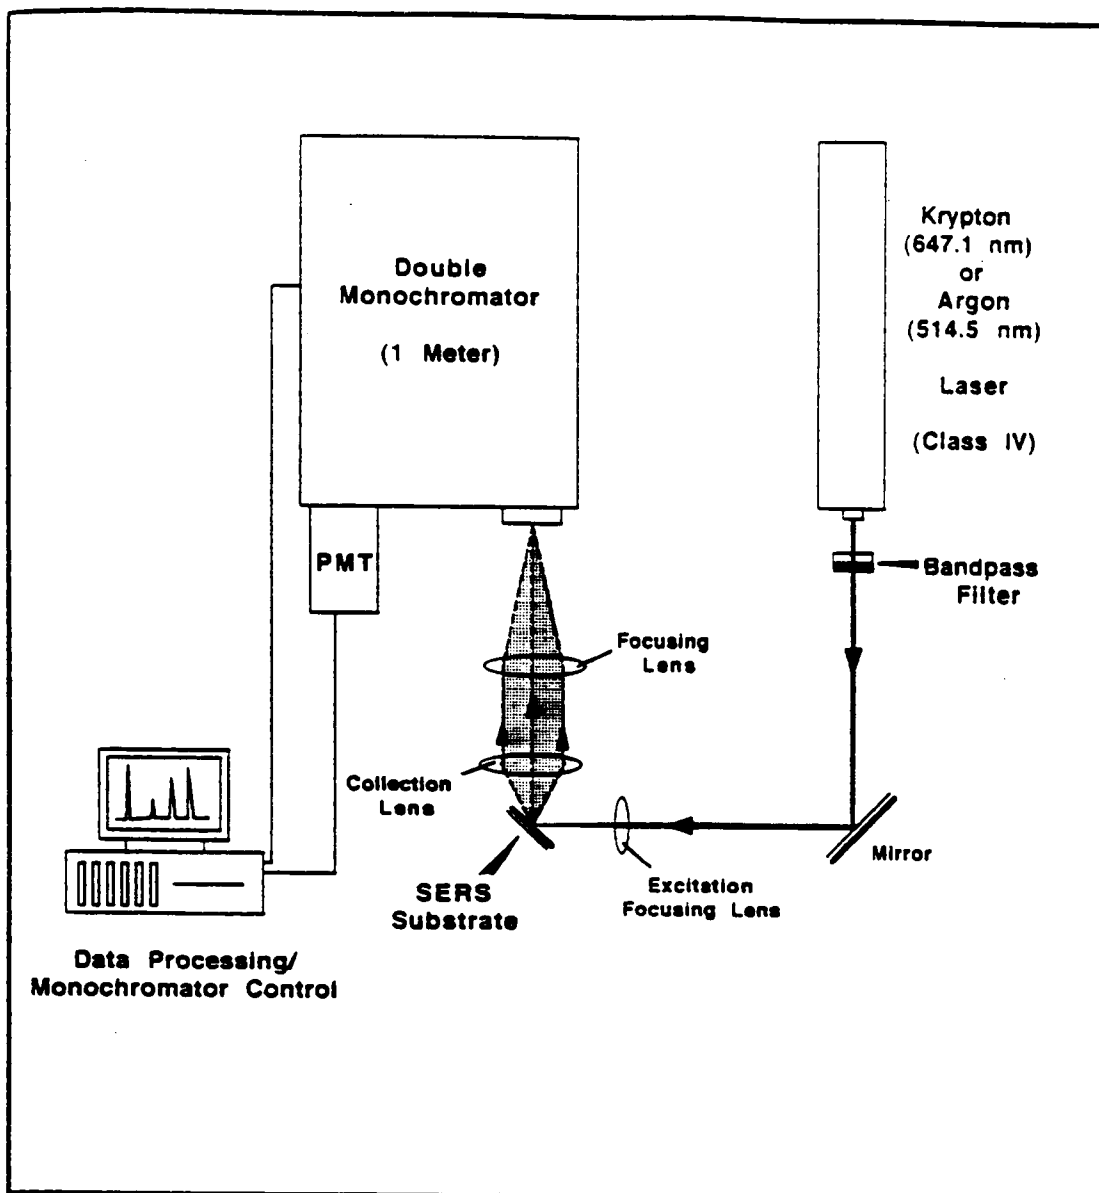 Double
Monochromator
(1 Meter)
Krypton
(647.1 nm)
or
Argon
(514.5 nm)
Laser
(Class IV)
PMT
Bandpass
Filter
Focusing
Lens
Collection
Lens
Mirror
SERS
Substrate
Excitation
Focusing Lens
Data Processing/
Monochromator Control